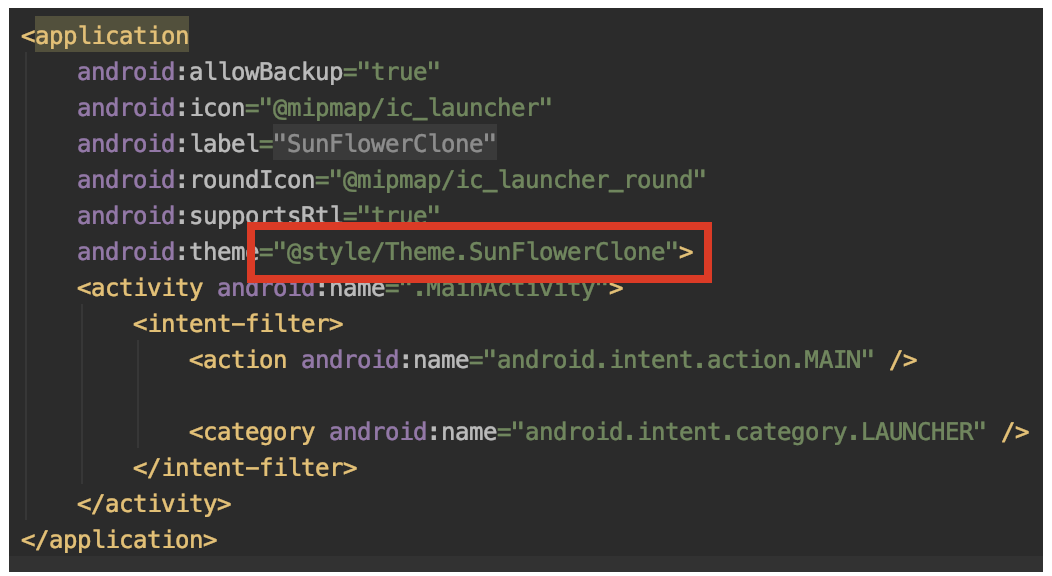 <application
android:allowBackup="true"
android:icon="@mipmap/ic_launcher"
android:label="SunFlowerClone"
android:roundIcon="@mipmap/ic_launcher_round"
android:supportsRtl="true"
android:theme="@style/Theme.SunFlowerClone">
<activity android:name=".MainActivity">
<intent-filter>
<action android:name="android.intent.action.MAIN" />
<category android:name="android.intent.category.LAUNCHER" />
</intent-filter>
</activity>
</application>